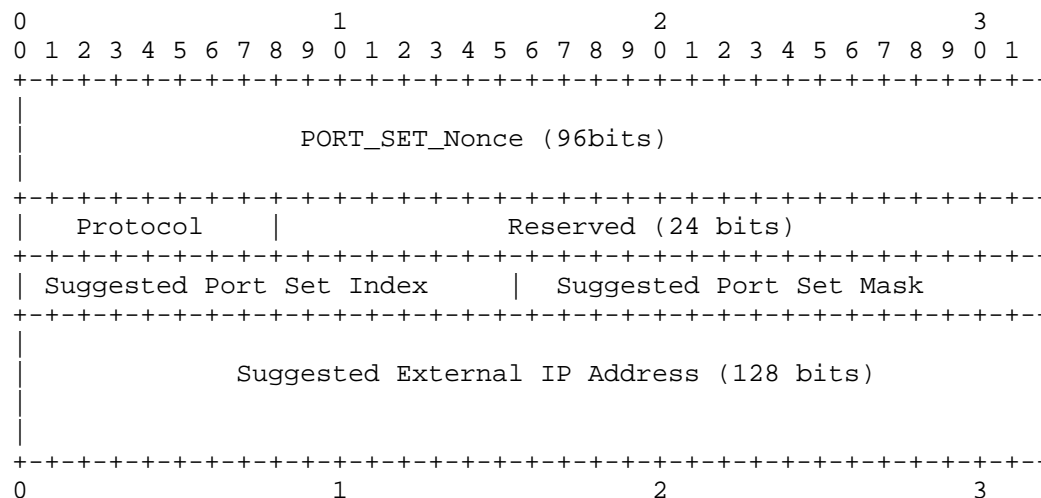 0                   1                   2                   3
0 1 2 3 4 5 6 7 8 9 0 1 2 3 4 5 6 7 8 9 0 1 2 3 4 5 6 7 8 9 0 1
+-+-+-+-+-+-+-+-+-+-+-+-+-+-+-+-+-+-+-+-+-+-+-+-+-+-+-+-+-+-+-+-
|
|                 PORT_SET_Nonce (96bits)
|
+-+-+-+-+-+-+-+-+-+-+-+-+-+-+-+-+-+-+-+-+-+-+-+-+-+-+-+-+-+-+-+-
|   Protocol    |              Reserved (24 bits)
+-+-+-+-+-+-+-+-+-+-+-+-+-+-+-+-+-+-+-+-+-+-+-+-+-+-+-+-+-+-+-+-
| Suggested Port Set Index     |  Suggested Port Set Mask
+-+-+-+-+-+-+-+-+-+-+-+-+-+-+-+-+-+-+-+-+-+-+-+-+-+-+-+-+-+-+-+-
|
|             Suggested External IP Address (128 bits)
|
|
+-+-+-+-+-+-+-+-+-+-+-+-+-+-+-+-+-+-+-+-+-+-+-+-+-+-+-+-+-+-+-+-
0                   1                   2                   3